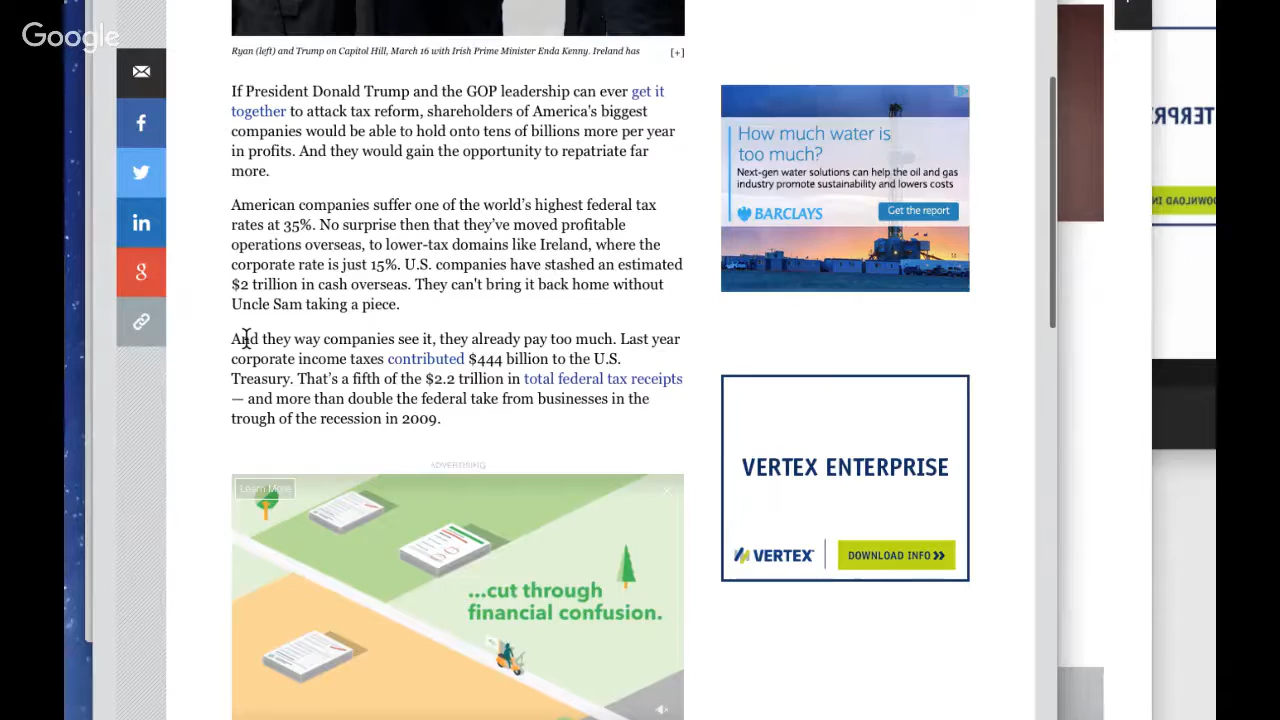 Google
Ryan (left) and Trump on Capitol Hill, March 16 with Irish Prime Minister Enda Kenny. Ireland has [+]
If President Donald Trump and the GOP leadership can ever get it
together to attack tax reform, shareholders of America's biggest
companies would be able to hold onto tens of billions more per year
in profits. And they would gain the opportunity to repatriate far
more.
American companies suffer one of the world's highest federal tax
rates at 35%. No surprise then that they've moved profitable
operations overseas, to lower-tax domains like Ireland, where the
corporate rate is just 15%. U.S. companies have stashed an estimated
$2 trillion in cash overseas. They can't bring it back home without
Uncle Sam taking a piece.
And they way companies see it, they already pay too much. Last year
corporate income taxes contributed $444 billion to the U.S.
Treasury. That's a fifth of the $2.2 trillion in total federal tax receipts
— and more than double the federal take from businesses in the
trough of the recession in 2009.
ADVERTISING
Learn More
...cut through
financial confusion.
How much water is
too much?
Next-gen water solutions can help the oil and gas
industry promote sustainability and lowers costs
BARCLAYS
Get the report
VERTEX ENTERPRISE
VERTEX
DOWNLOAD INFO »